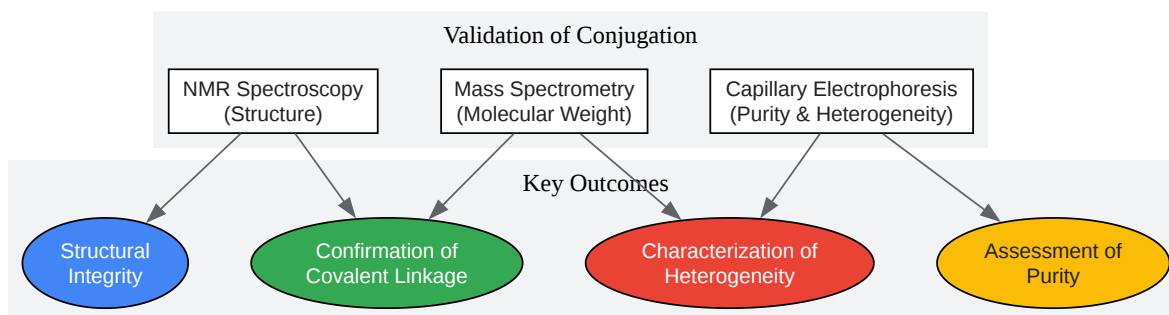 Validation of Conjugation
NMR Spectroscopy
(Structure)
Mass Spectrometry
(Molecular Weight)
Capillary Electrophoresis
(Purity & Heterogeneity)
Key Outcomes
Structural
Integrity
Confirmation of
Covalent Linkage
Characterization of
Heterogeneity
Assessment of
Purity